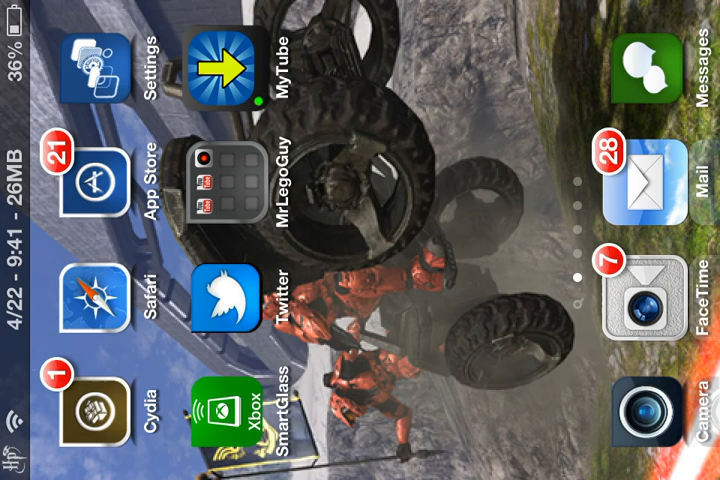 HP 4/22 - 9:41 - 26MB 36%
1 21
Cydia Safari App Store Settings
Xbox
SmartGlass Twitter MrLegoGuy MyTube
7 28
Camera FaceTime Mail Messages